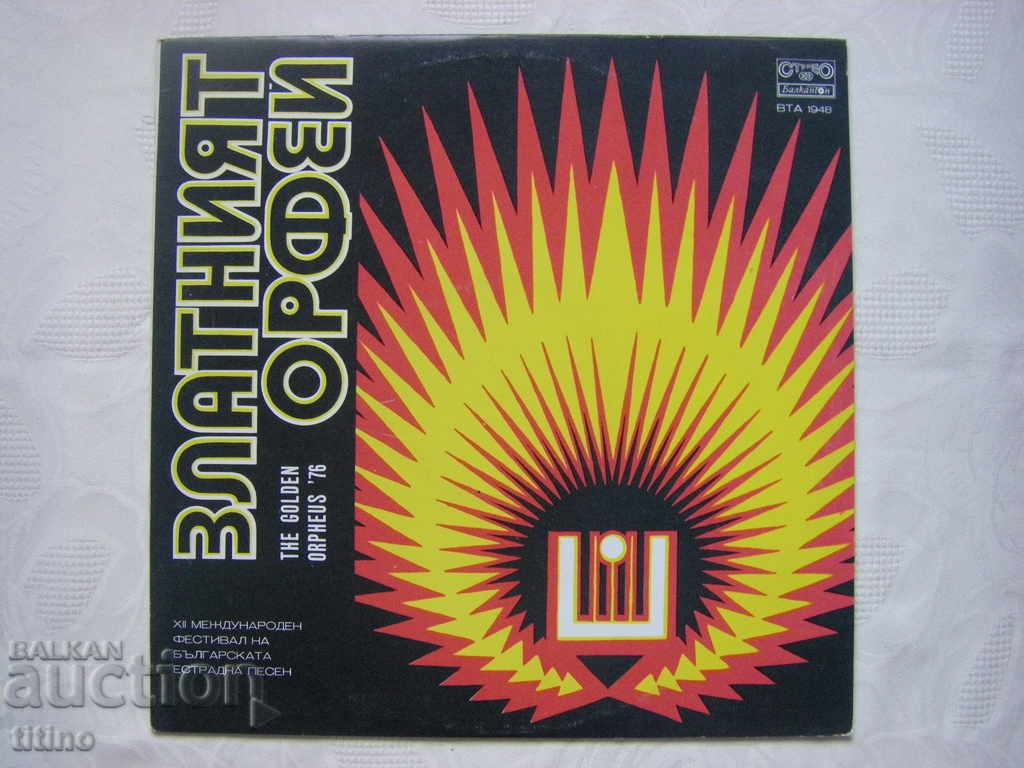 ЗЛАТНИЯТ
ОРФЕЙ
THE GOLDEN
ORPHEUS '76
СТЕРЕО
Балкантон
ВТА 1948
XII МЕЖДУНАРОДЕН
ФЕСТИВАЛ НА
БЪЛГАРСКАТА
ЕСТРАДНА ПЕСЕН
BALKAN
auction
titino